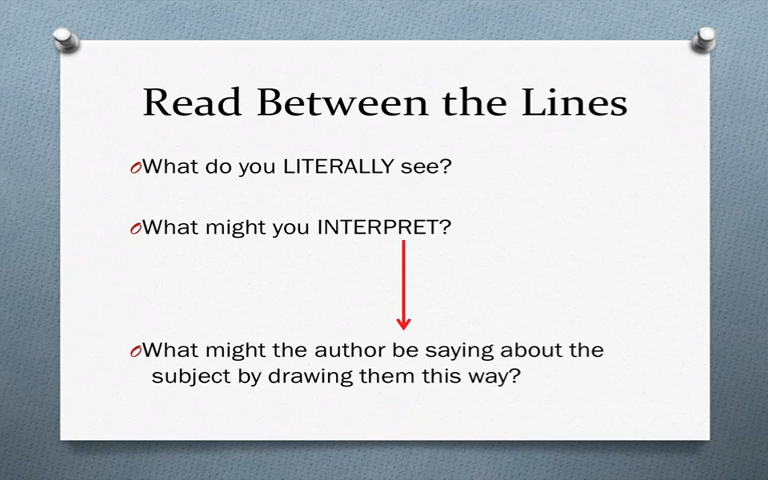 Read Between the Lines
What do you LITERALLY see?
What might you INTERPRET?
What might the author be saying about the
subject by drawing them this way?